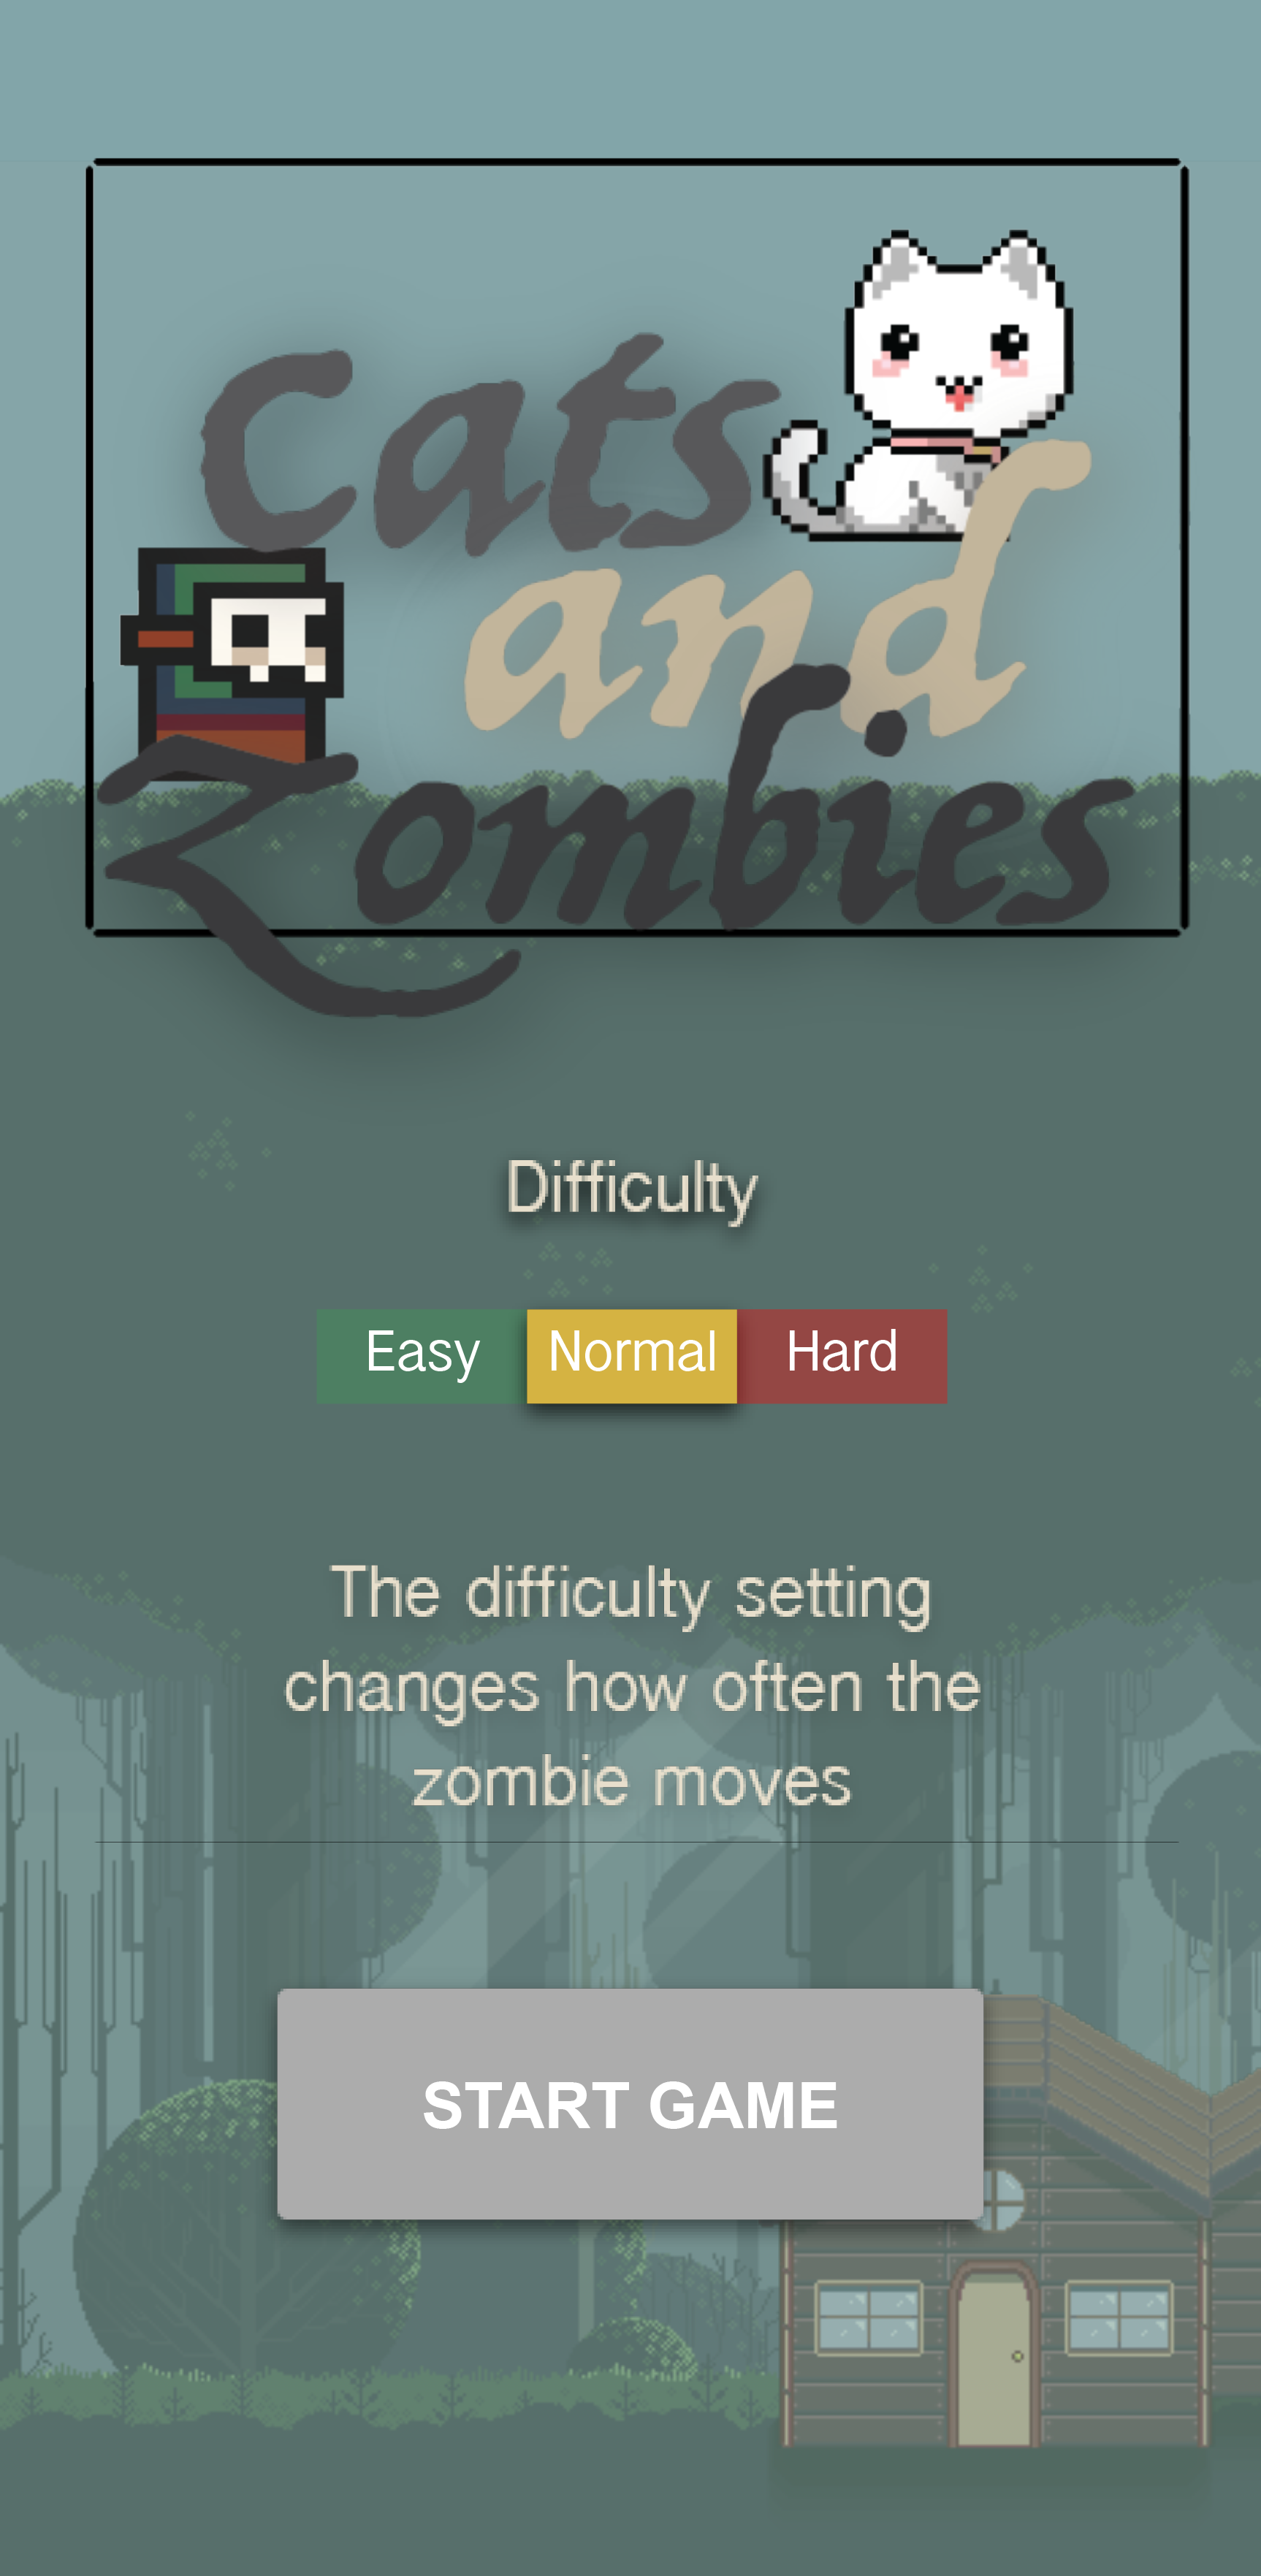 Cats
and
Zombies
Difficulty
Easy Normal Hard
The difficulty setting
changes how often the
zombie moves
START GAME